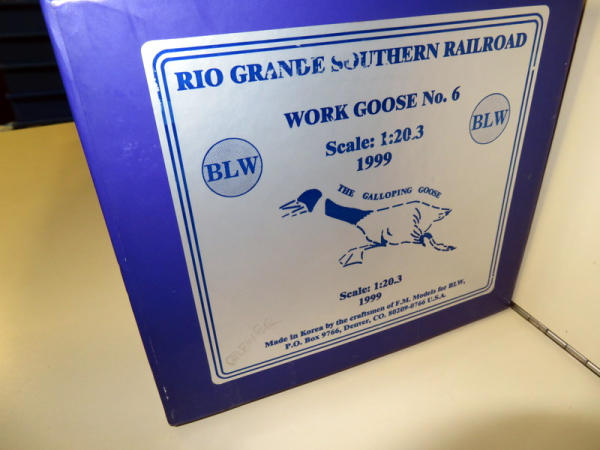 RIO GRANDE SOUTHERN RAILROAD
WORK GOOSE No. 6
BLW
BLW
Scale: 1:20.3
1999
THE GALLOPING GOOSE
Scale: 1:20.3
1999
Made in Korea by the craftsmen of F.M. Models for BLW,
P.O. Box 9766, Denver, CO. 80209-0766 U.S.A.